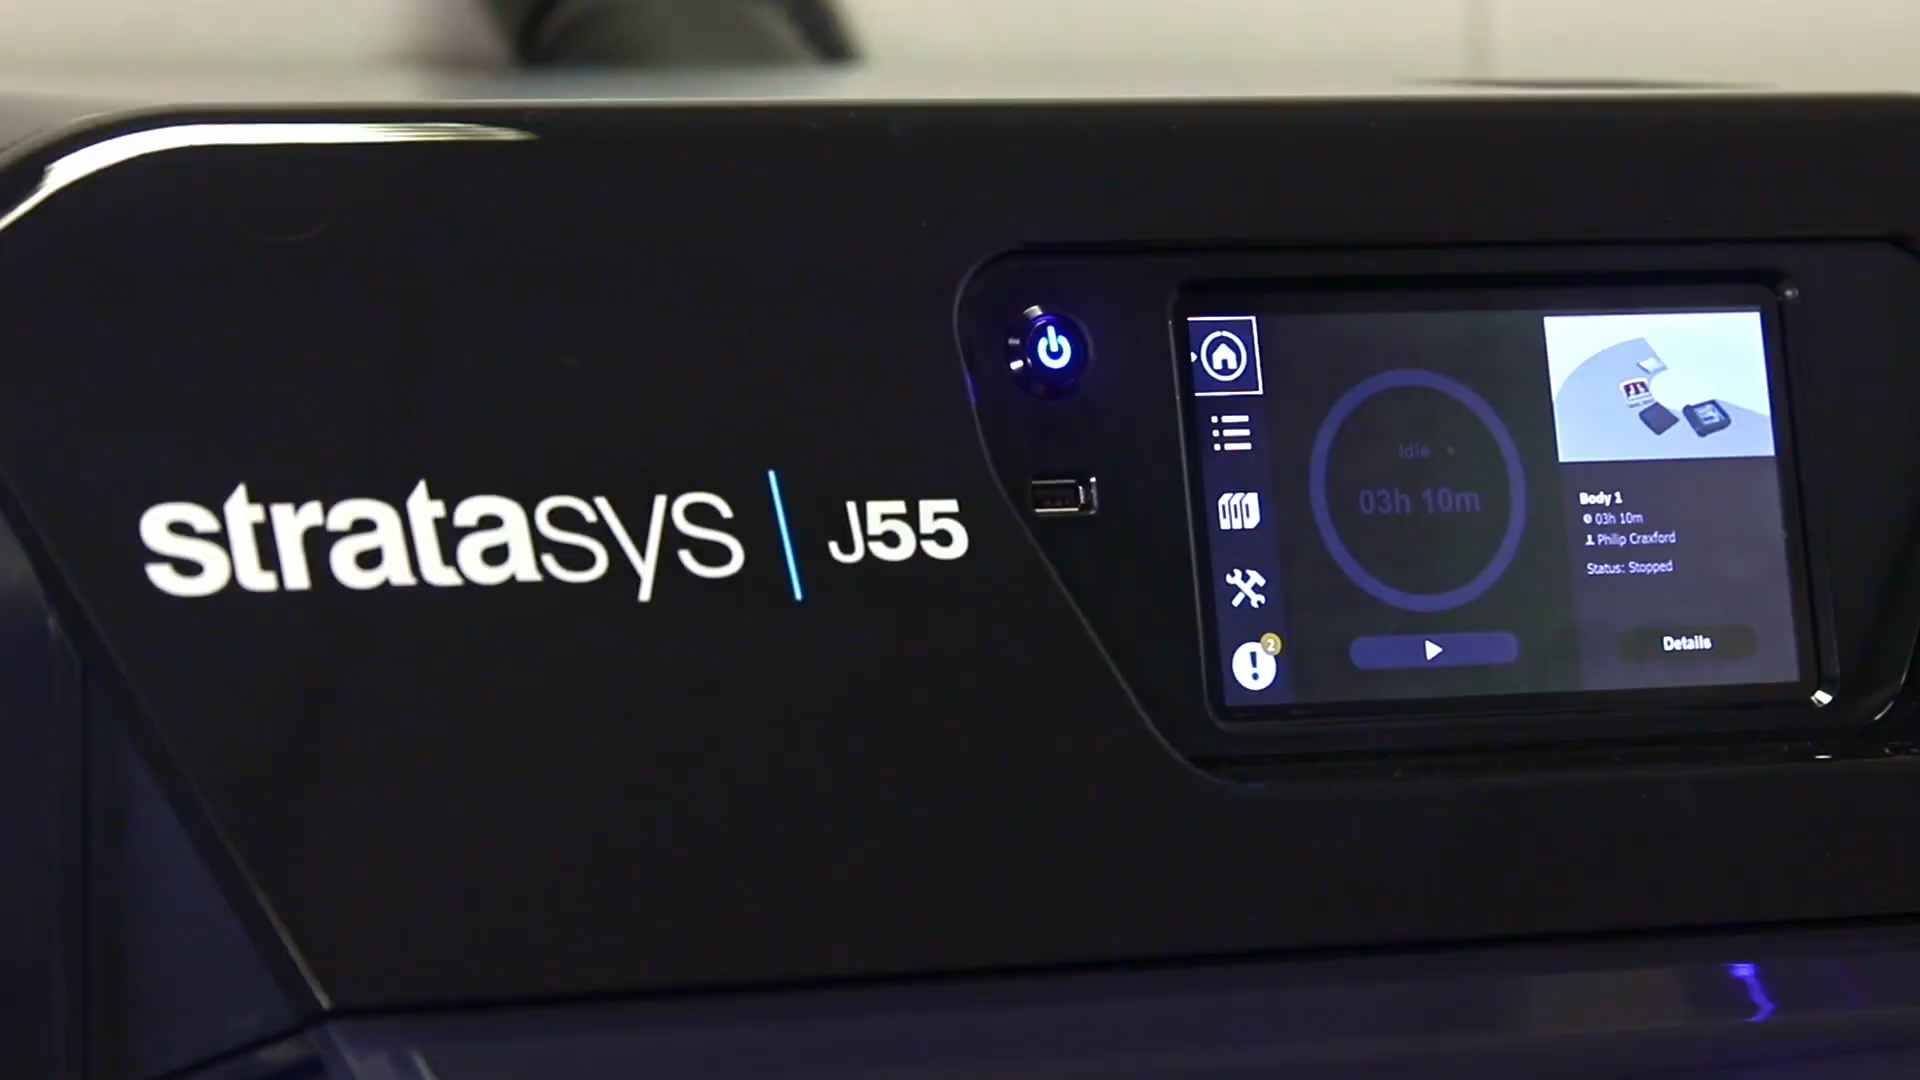 stratasys | J55
Idle
03h 10m
2
Body 1
03h 10m
Philip Craxford
Status: Stopped
Details